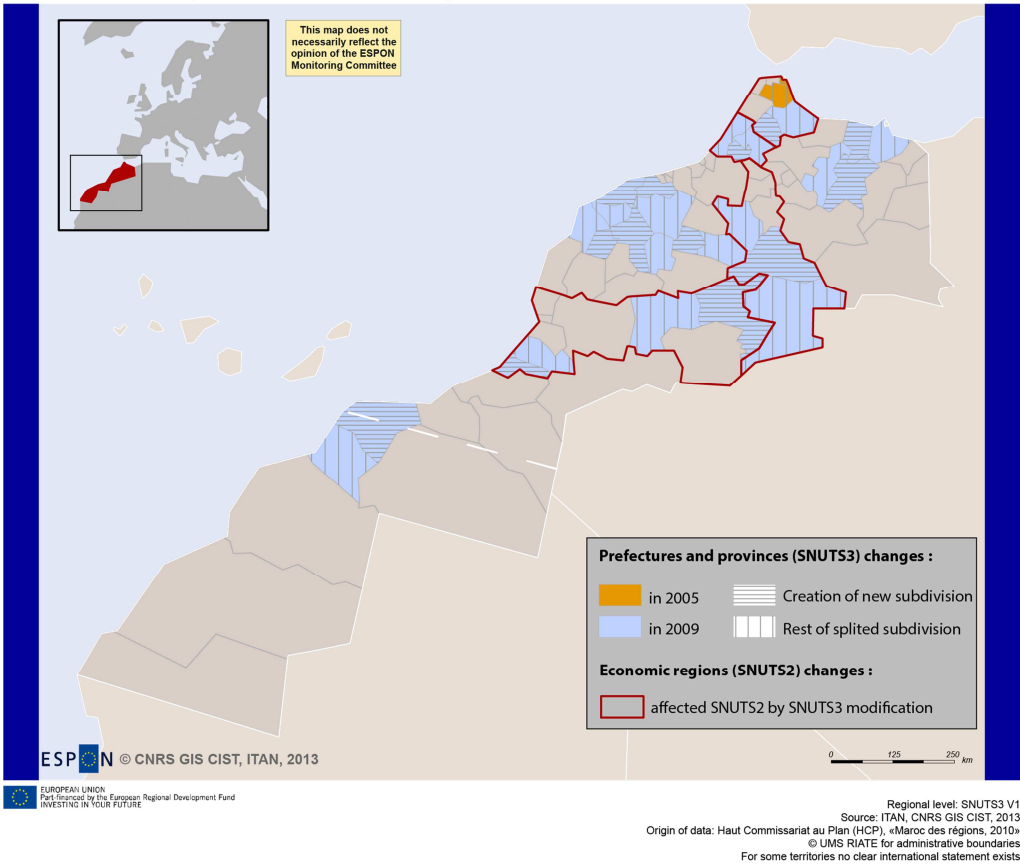 This map does not
necessarily reflect the
opinion of the ESPON
Monitoring Committee
Prefectures and provinces (SNUTS3) changes :
in 2005
Creation of new subdivision
in 2009
Rest of splited subdivision
Economic regions (SNUTS2) changes :
affected SNUTS2 by SNUTS3 modification
ESPON © CNRS GIS CIST, ITAN, 2013
0 125 250
km
EUROPEAN UNION
Part-financed by the European Regional Development Fund
INVESTING IN YOUR FUTURE
Regional level: SNUTS3 V1
Source: ITAN, CNRS GIS CIST, 2013
Origin of data: Haut Commissariat au Plan (HCP), «Maroc des régions, 2010»
© UMS RIATE for administrative boundaries
For some territories no clear international statement exists